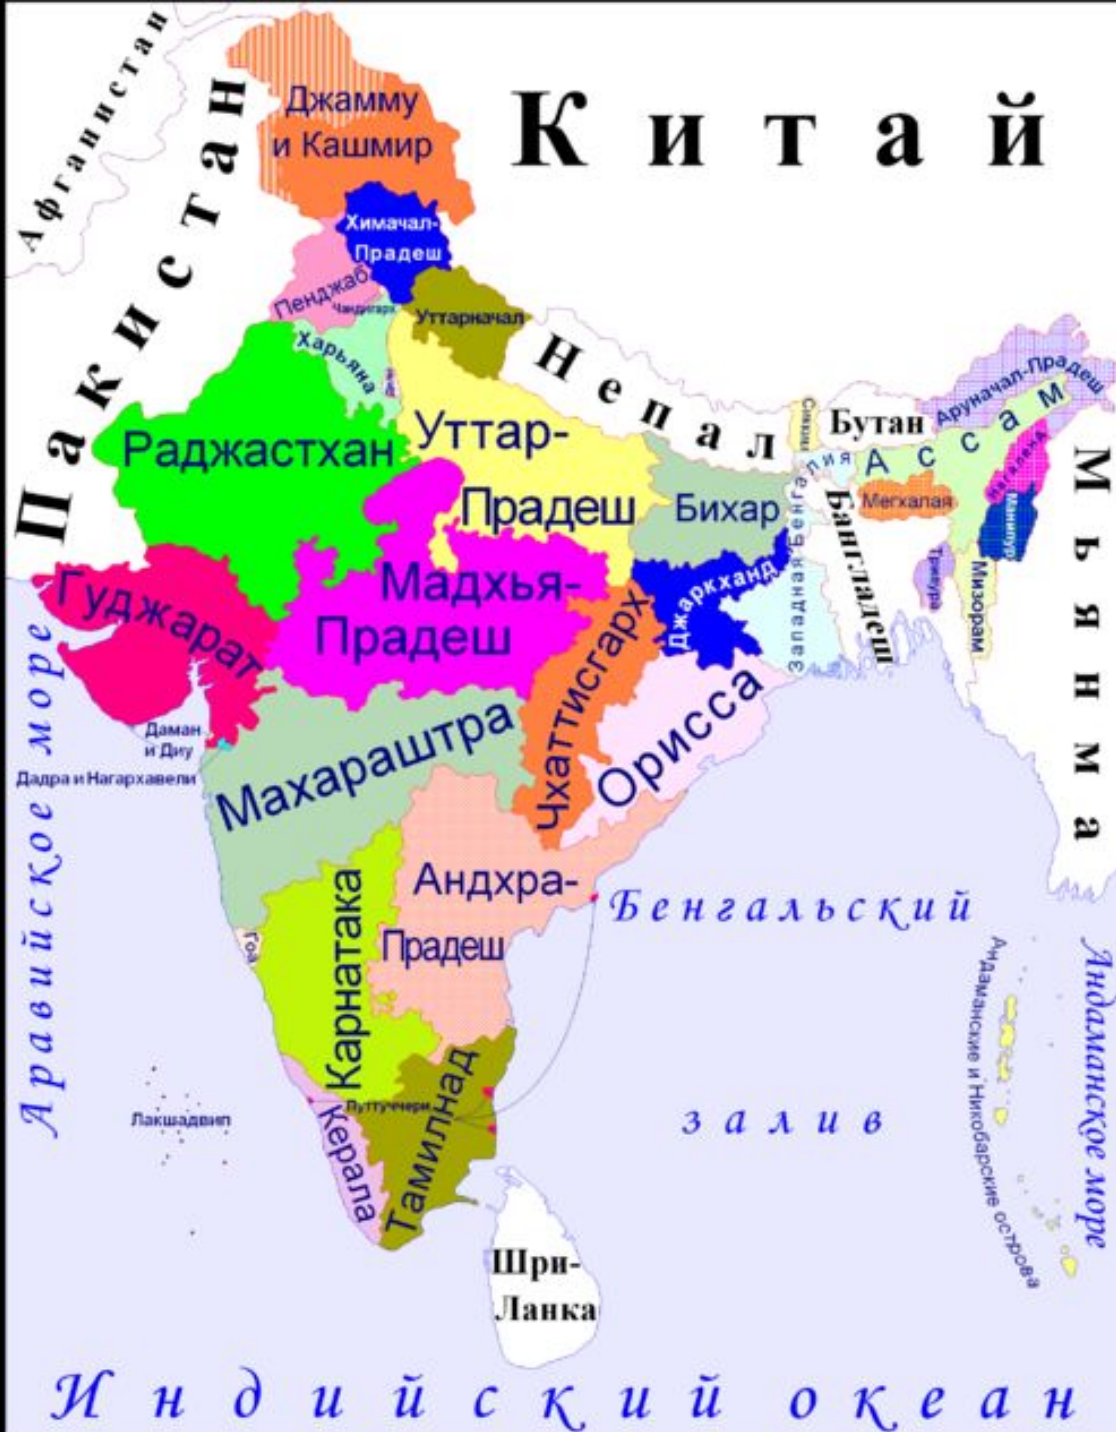 Афганистан
Пакистан
Китай
Джамму
и Кашмир
Химачал-
Прадеш
Пенджаб
Чандигарх
Уттарначал
Харьяна
Дели
Непал
Раджастхан
Уттар-
Прадеш
Сикким
Бутан
Аруначал-Прадеш
Ассам
Нагаленд
Мегхалая
Манипур
Бихар
Западная Бенгалия
Бангладеш
Трипура
Мизорам
Мьянма
Гуджарат
Мадхья-
Прадеш
Джаркханд
Чхаттисгарх
Орисса
Даман
и Диу
Дадра и Нагархавели
Махараштра
Аравийское море
Андхра-
Прадеш
Карнатака
Гоа
Бенгальский
залив
Андаманские и Никобарские острова
Андаманское море
Лакшадвип
Путтуччери
Керала
Тамилнад
Шри-
Ланка
Индийский океан